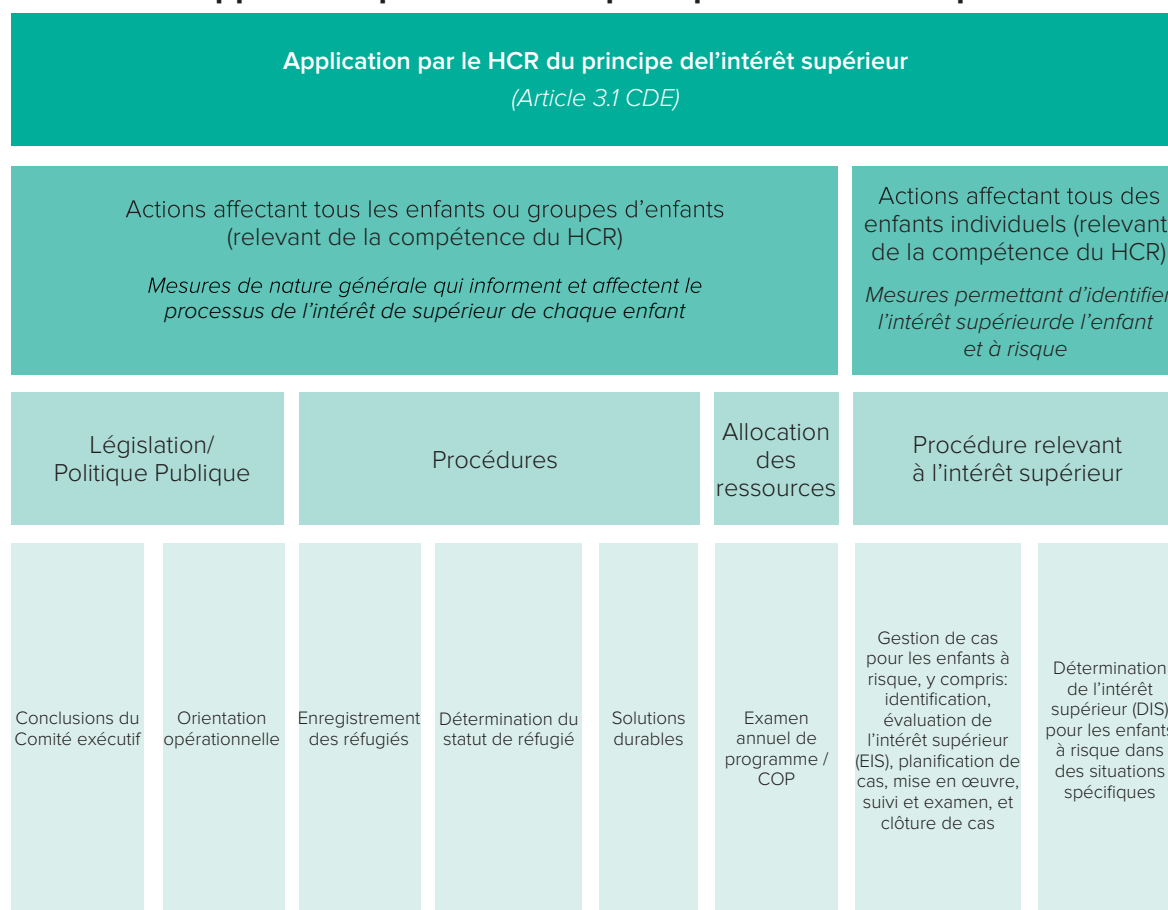 Application par le HCR du principe del'intérêt supérieur
(Article 3.1 CDE)
Actions affectant tous les enfants ou groupes d'enfants
(relevant de la compétence du HCR)
Mesures de nature générale qui informent et affectent le
processus de l'intérêt de supérieur de chaque enfant
Actions affectant tous des
enfants individuels (relevant
de la compétence du HCR)
Mesures permettant d'identifier
l'intérêt supérieurde l'enfant
et à risque
Législation/
Politique Publique
Procédures
Allocation
des
ressources
Procédure relevant
à l'intérêt supérieur
Conclusions du
Comité exécutif
Orientation
opérationnelle
Enregistrement
des réfugiés
Détermination du
statut de réfugié
Solutions
durables
Examen
annuel de
programme /
COP
Gestion de cas
pour les enfants à
risque, y compris:
identification,
évaluation de
l'intérêt supérieur
(EIS), planification de
cas, mise en œuvre,
suivi et examen, et
clôture de cas
Détermination
de l'intérêt
supérieur (DIS)
pour les enfants
à risque dans
des situations
spécifiques